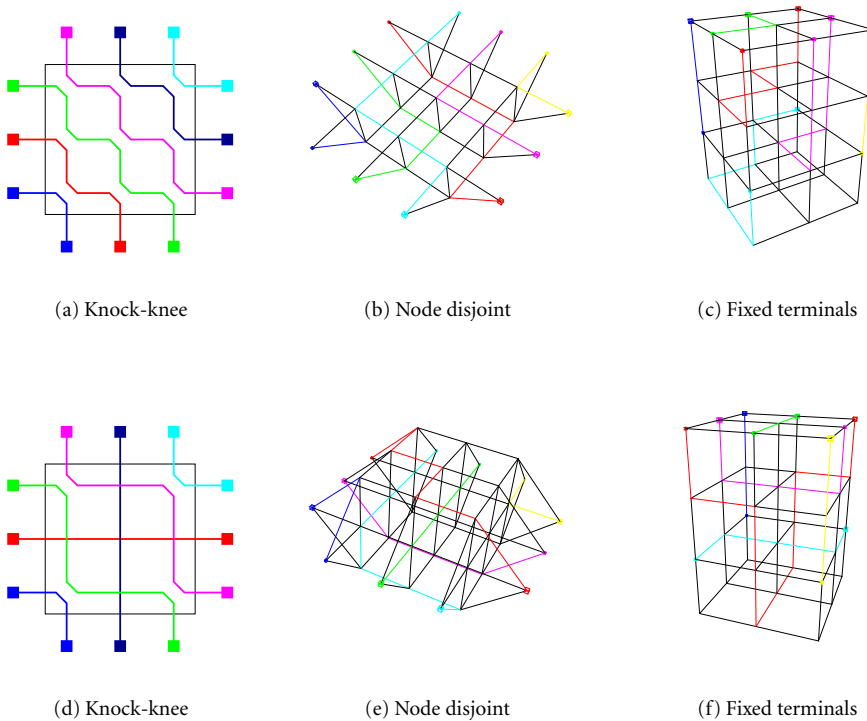 (a) Knock-knee
(b) Node disjoint
(c) Fixed terminals
(d) Knock-knee
(e) Node disjoint
(f) Fixed terminals